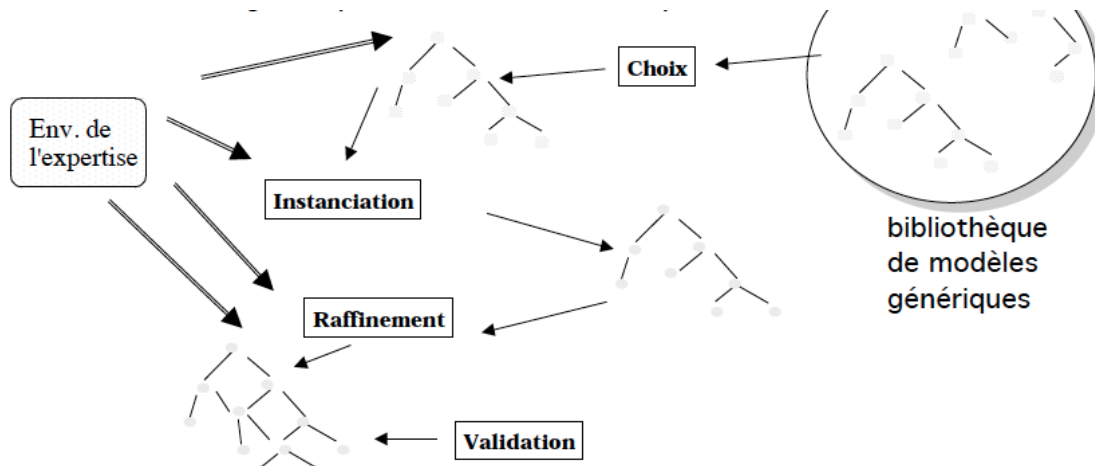 Choix
Env. de
l'expertise
Instanciation
bibliothèque
de modèles
génériques
Raffinement
Validation